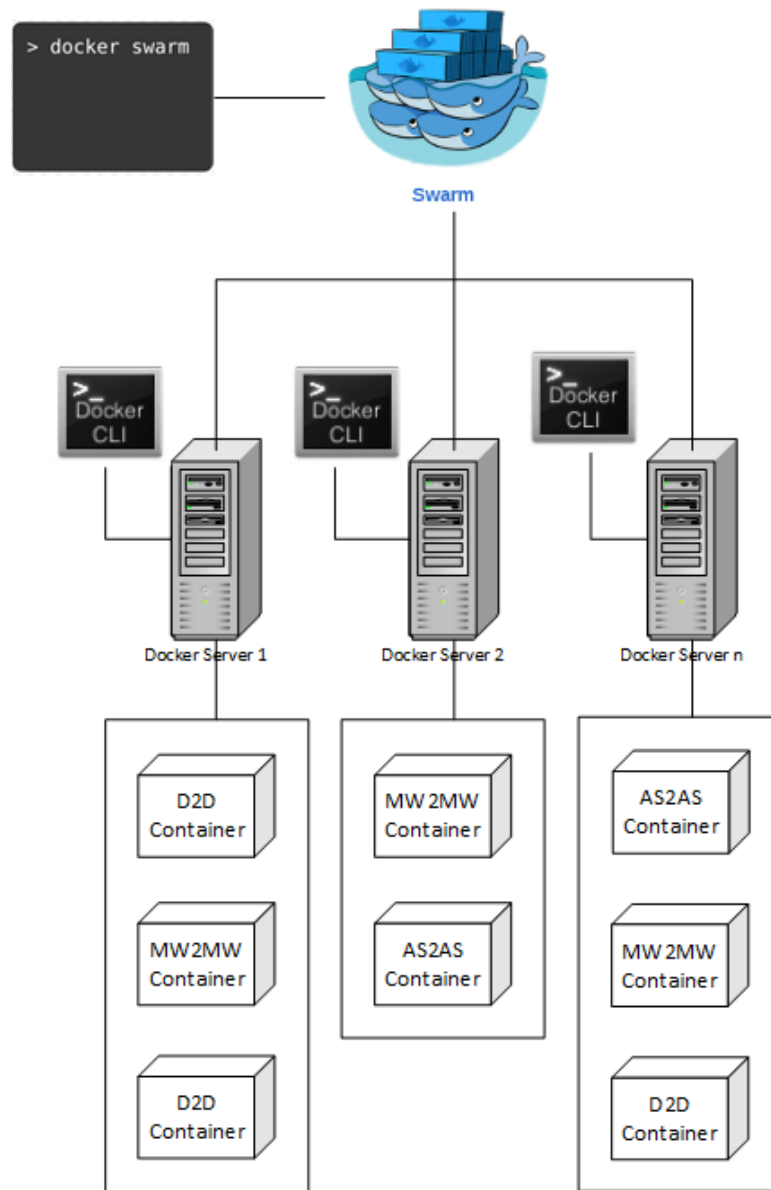 > docker swarm
Swarm
>_
Docker
CLI
>_
Docker
CLI
>_
Docker
CLI
Docker Server 1
Docker Server 2
Docker Server n
D2D
Container
MW2MW
Container
AS2AS
Container
MW2MW
Container
AS2AS
Container
MW2MW
Container
D2D
Container
D2D
Container